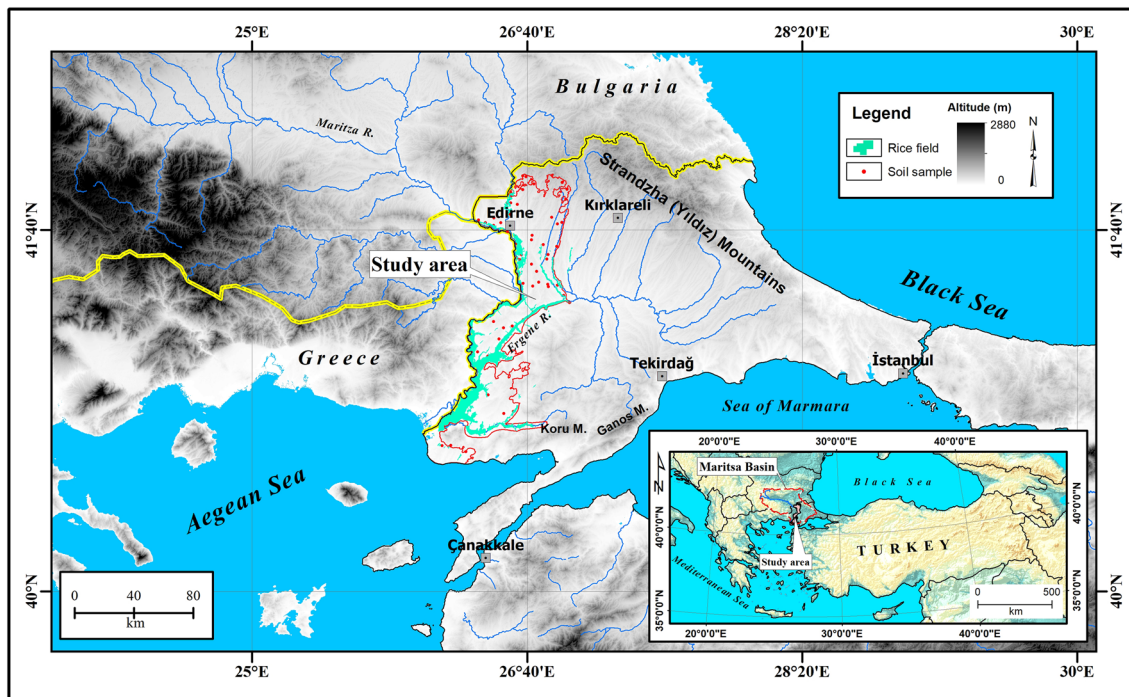 25°E 26°40'E 28°20'E 30°E
Bulgaria
Legend
Altitude (m)
2880
0
N
Rice field
Soil sample
Maritza R.
Strandzha (Yıldız) Mountains
Edirne
Kırklareli
41°40'N
41°40'N
Study area
Black Sea
Ergene R.
Greece
Tekirdağ
İstanbul
Sea of Marmara
Ganos M.
Koru M.
Aegean Sea
Çanakkale
40°N
40°N
0 40 80
km
20°0'0"E 30°0'0"E 40°0'0"E
Maritsa Basin
Black Sea
40°0'0"N
40°0'0"N
TURKEY
Study area
Mediterranean Sea
0 500
km
35°0'0"N
35°0'0"N
20°0'0"E 30°0'0"E 40°0'0"E
25°E 26°40'E 28°20'E 30°E